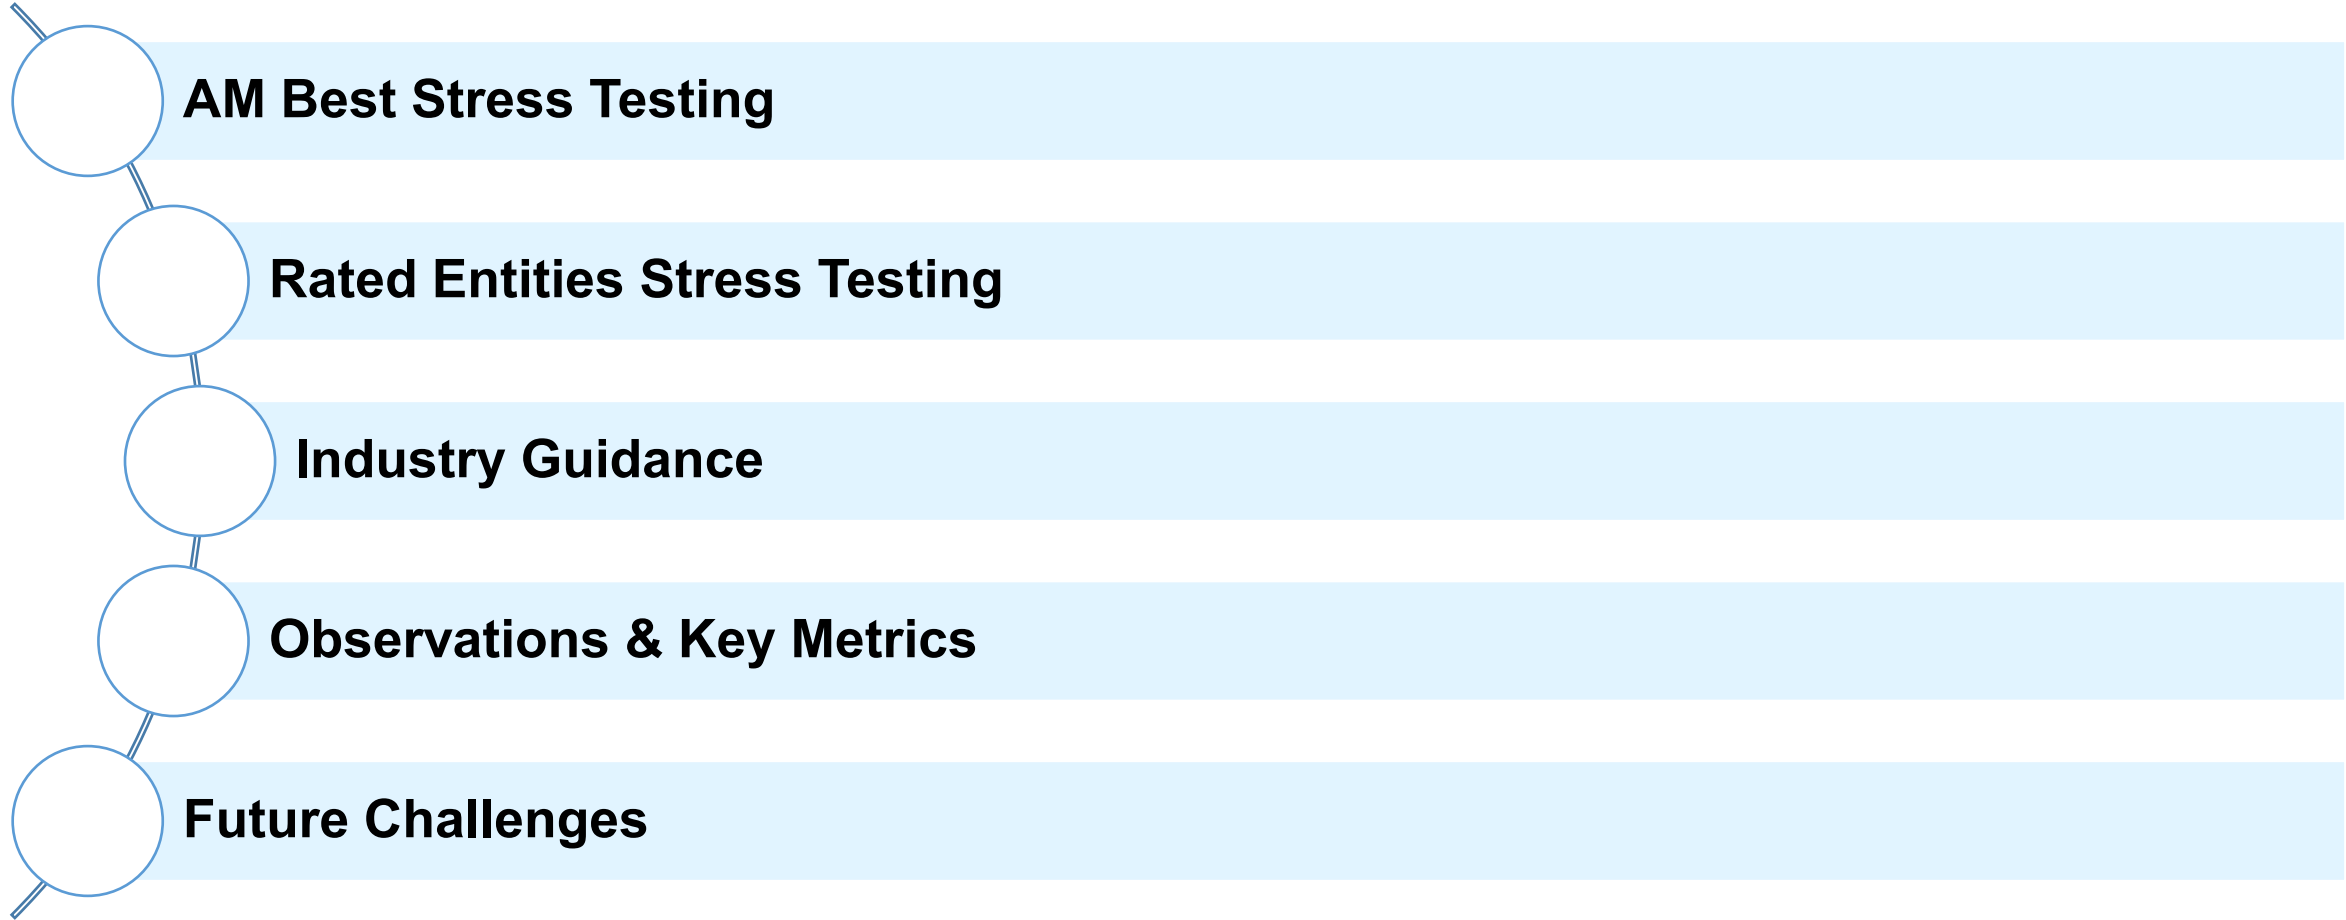 AM Best Stress Testing
Rated Entities Stress Testing
Industry Guidance
Observations & Key Metrics
Future Challenges